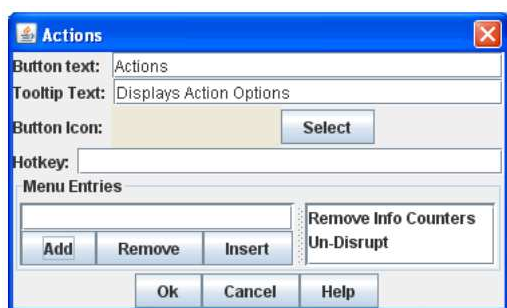 Actions
Button text: Actions
Tooltip Text: Displays Action Options
Button Icon: Select
Hotkey:
Menu Entries
Remove Info Counters
Un-Disrupt
Add Remove Insert
Ok Cancel Help